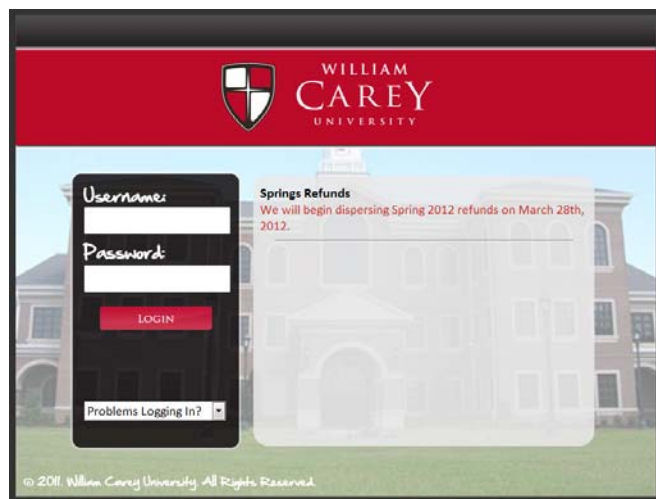 WILLIAM
CAREY
UNIVERSITY
Username:
Password:
LOGIN
Problems Logging In?
Springs Refunds
We will begin dispersing Spring 2012 refunds on March 28th,
2012.
© 2011. William Carey University. All Rights Reserved.